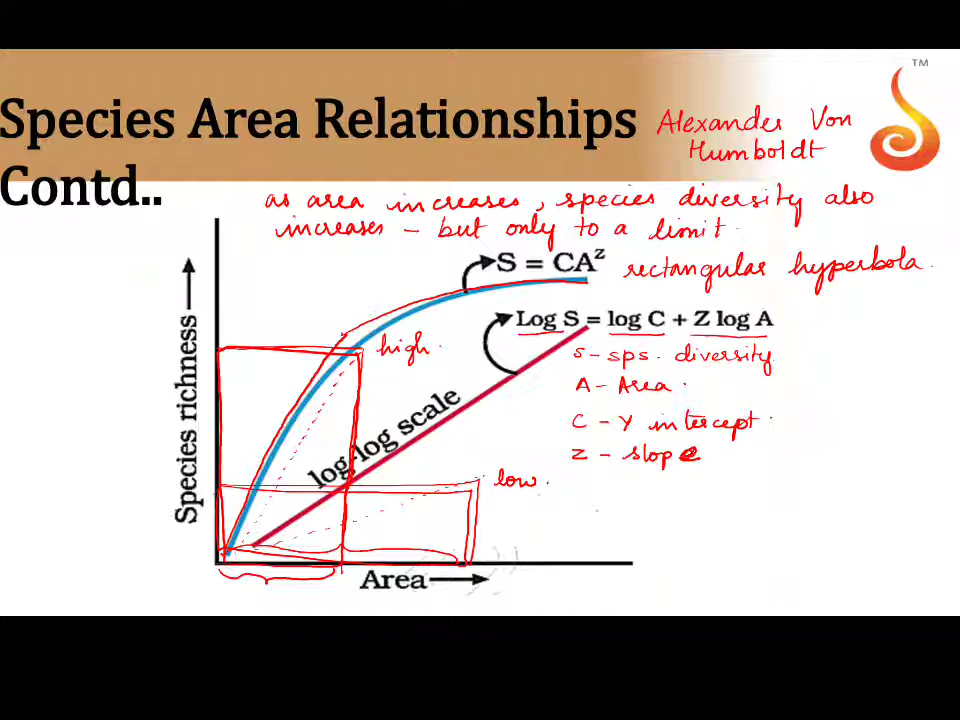 Species Area Relationships
Contd..
TM
Alexander Von
Humboldt
as area increases, species diversity also
increases – but only to a limit.
S = CA^z
rectangular hyperbola.
Log S = log C + Z log A
S – sps. diversity
A – Area.
C – Y intercept.
Z – slope
high.
low.
log-log scale
Species richness
Area